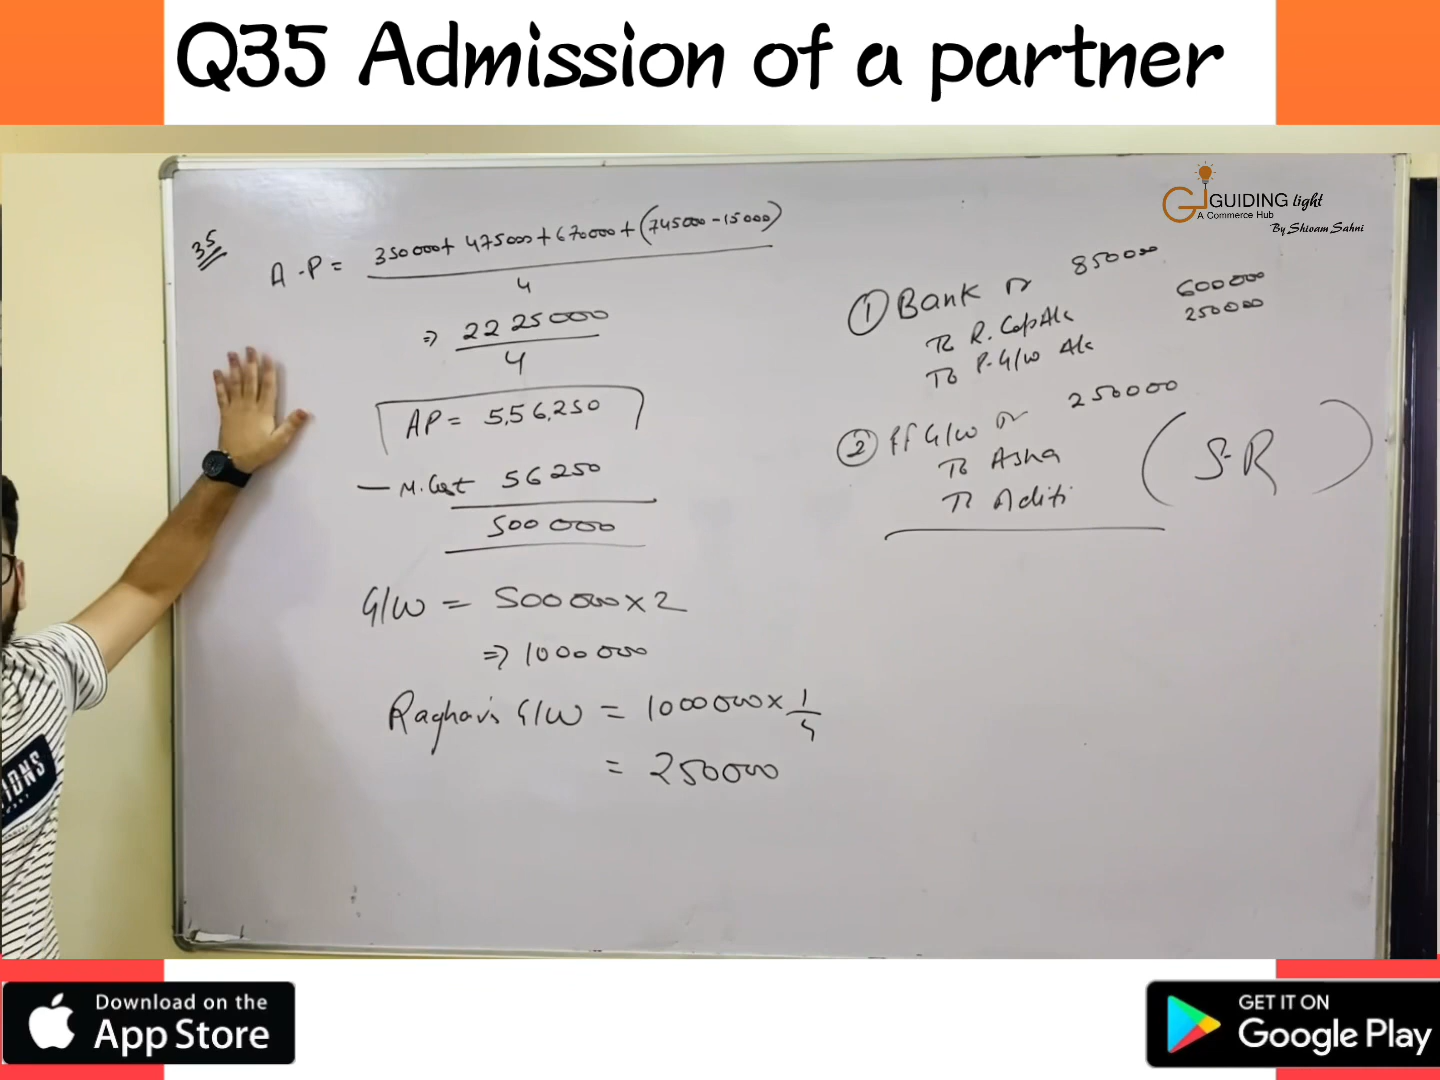 Q35 Admission of a partner
GUIDING light
A Commerce Hub
By Shivam Sahni
35
A.P = 350000 + 475000 + 670000 + (745000 - 15000)
4
⇒ 2225000
4
AP = 5,56,250
— M. Cost 56250
500000
G/W = 500000 × 2
⇒ 1000000
Raghav's G/W = 1000000 × 1/4
= 250000
① Bank Dr 850000
To R. Cap A/c 600000
To P. G/W A/c 250000
② Pf G/W Dr 250000
To Asha
To Aditi
(S-R)
IONS
Download on the
App Store
GET IT ON
Google Play